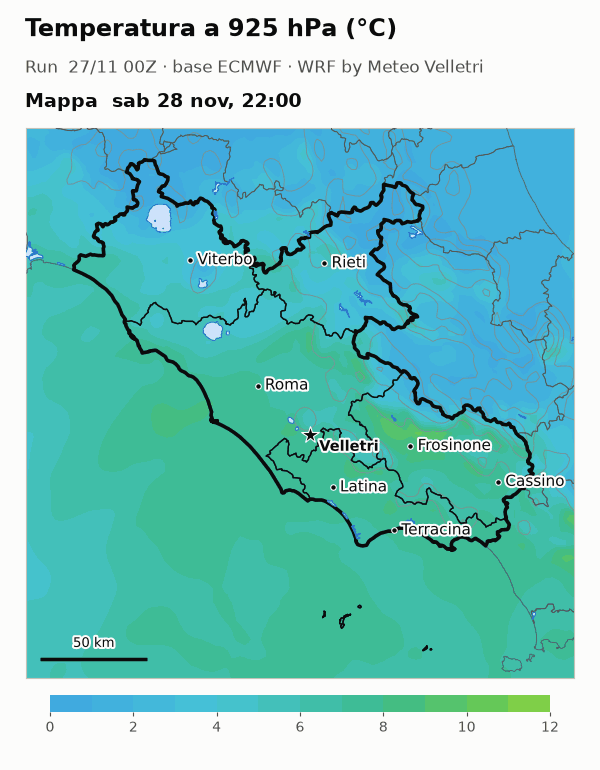 Temperatura a 925 hPa (°C)
Run  27/11 00Z · base ECMWF · WRF by Meteo Velletri
Mappa  sab 28 nov, 22:00
Viterbo
Rieti
Roma
Velletri
Frosinone
Latina
Cassino
Terracina
50 km
0 2 4 6 8 10 12